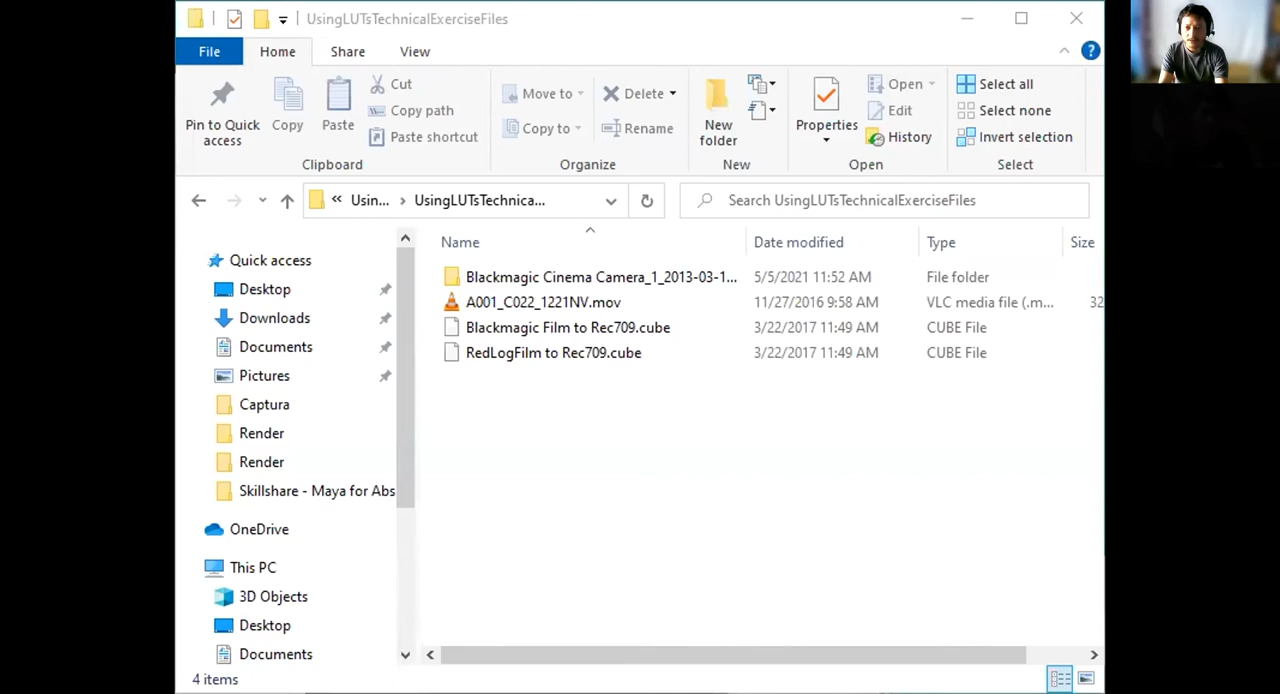 UsingLUTsTechnicalExerciseFiles
File Home Share View
Pin to Quick access
Copy
Paste
Cut
Copy path
Paste shortcut
Clipboard
Move to
Copy to
Delete
Rename
Organize
New folder
New
Properties
Open
Edit
History
Open
Select all
Select none
Invert selection
Select
« Usin... › UsingLUTsTechnica...
Search UsingLUTsTechnicalExerciseFiles
Quick access
Desktop
Downloads
Documents
Pictures
Captura
Render
Render
Skillshare - Maya for Abs
OneDrive
This PC
3D Objects
Desktop
Documents
Name Date modified Type Size
Blackmagic Cinema Camera_1_2013-03-1... 5/5/2021 11:52 AM File folder
A001_C022_1221NV.mov 11/27/2016 9:58 AM VLC media file (.m... 32
Blackmagic Film to Rec709.cube 3/22/2017 11:49 AM CUBE File
RedLogFilm to Rec709.cube 3/22/2017 11:49 AM CUBE File
4 items